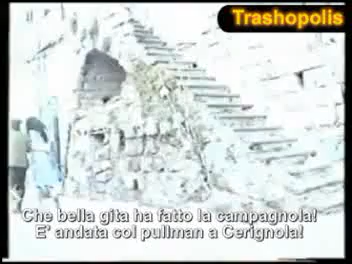 Trashopolis
Che bella gita ha fatto la campagnola!
E' andata col pullman a Cerignola!